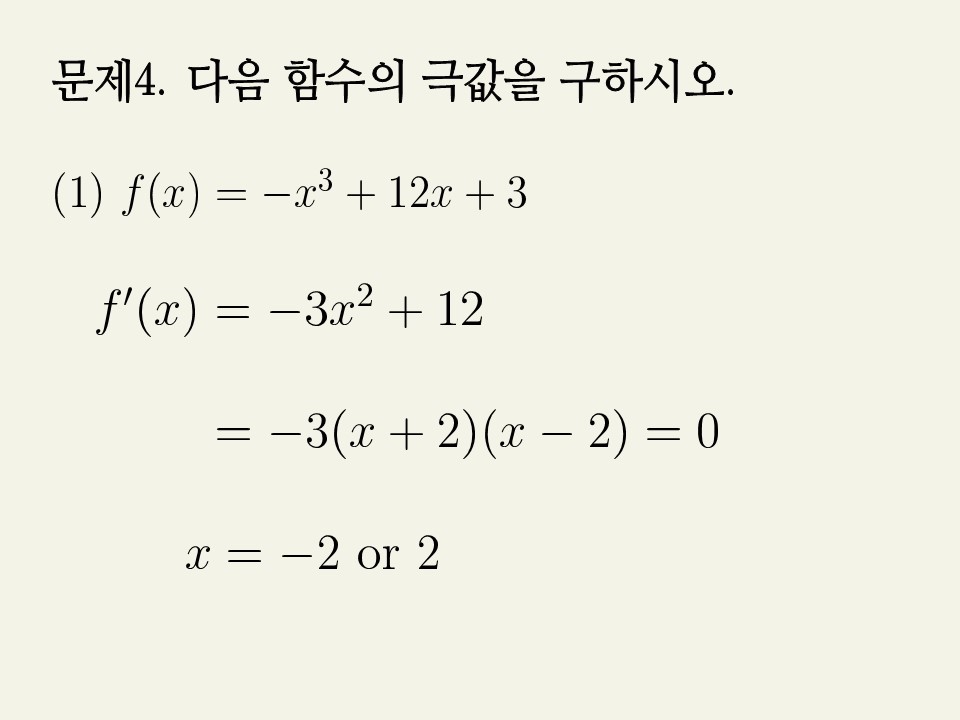 문제4. 다음 함수의 극값을 구하시오.
(1) f(x) = −x³ + 12x + 3
f′(x) = −3x² + 12
= −3(x + 2)(x − 2) = 0
x = −2 or 2